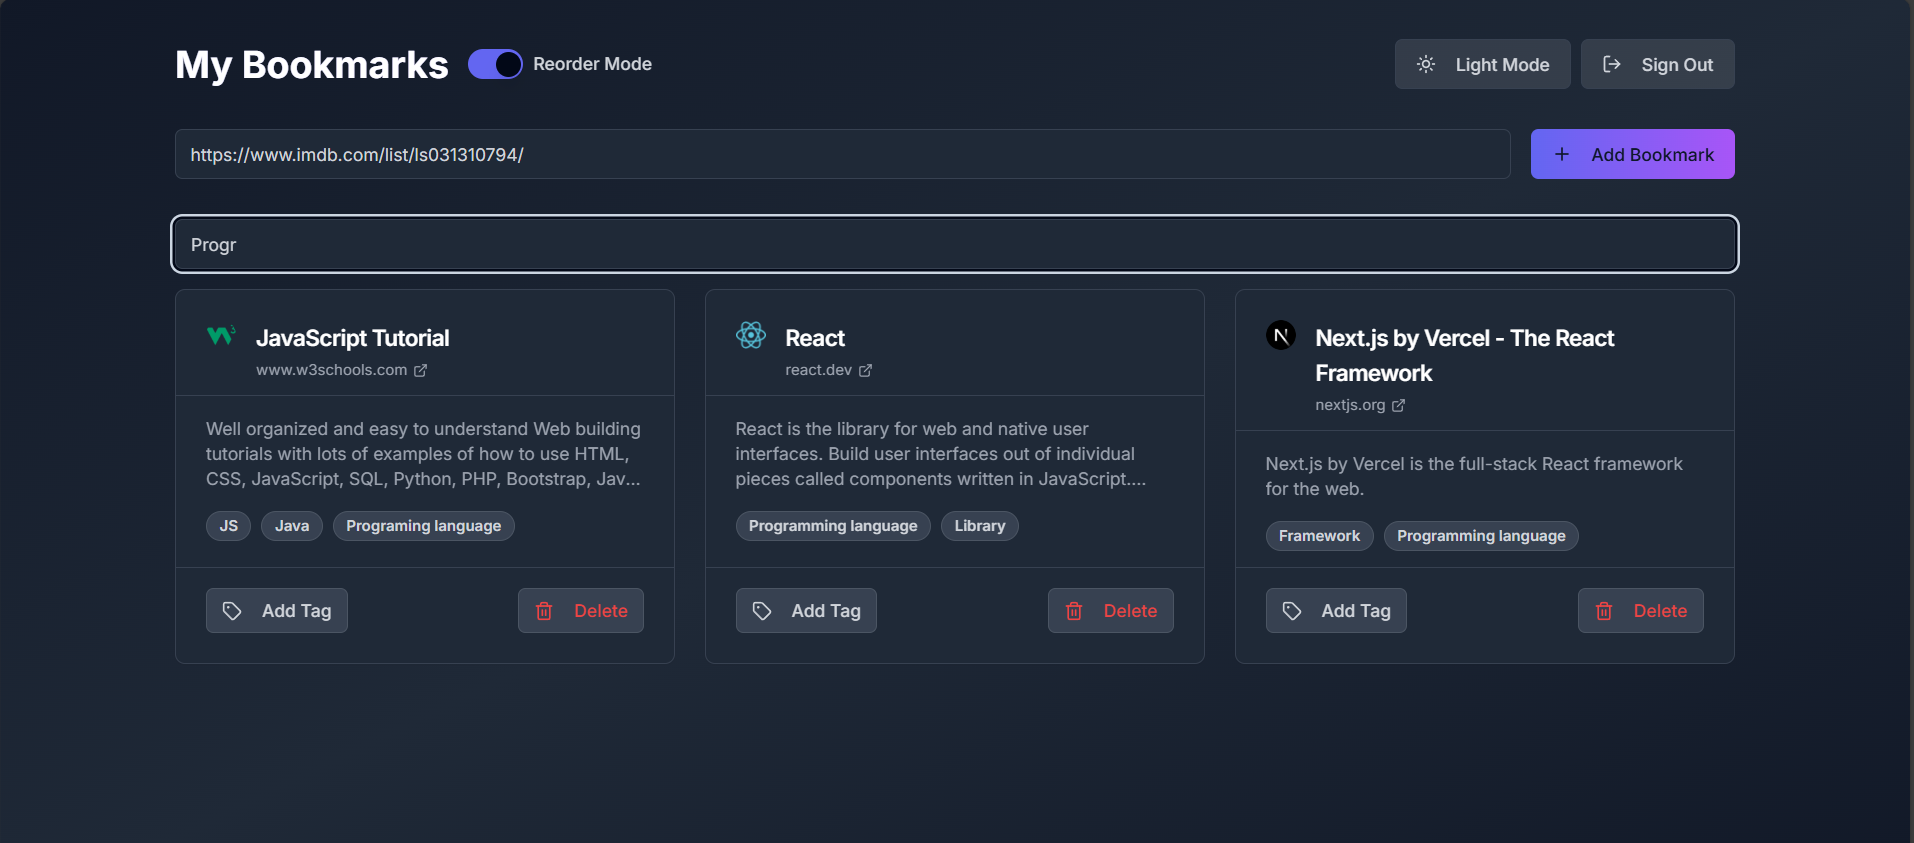 My Bookmarks
Reorder Mode
Light Mode
Sign Out
https://www.imdb.com/list/ls031310794/
Add Bookmark
Progr
JavaScript Tutorial
www.w3schools.com
Well organized and easy to understand Web building
tutorials with lots of examples of how to use HTML,
CSS, JavaScript, SQL, Python, PHP, Bootstrap, Jav...
JS
Java
Programing language
Add Tag
Delete
React
react.dev
React is the library for web and native user
interfaces. Build user interfaces out of individual
pieces called components written in JavaScript....
Programming language
Library
Add Tag
Delete
N
Next.js by Vercel - The React
Framework
nextjs.org
Next.js by Vercel is the full-stack React framework
for the web.
Framework
Programming language
Add Tag
Delete